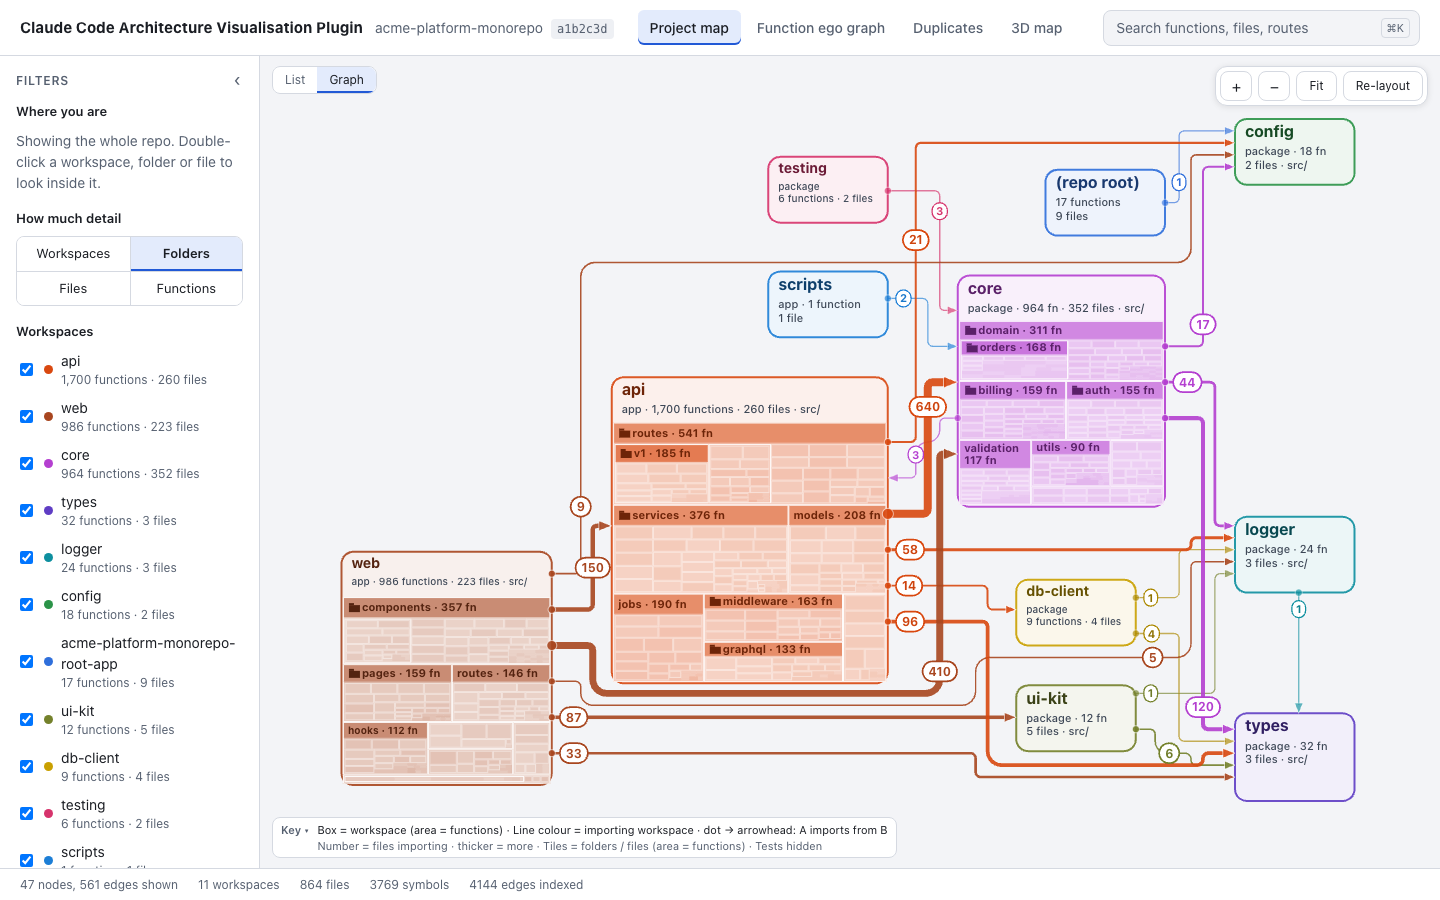 Claude Code Architecture Visualisation Plugin
acme-platform-monorepo
a1b2c3d
Project map
Function ego graph
Duplicates
3D map
Search functions, files, routes
⌘K
FILTERS
Where you are
Showing the whole repo. Double-
click a workspace, folder or file to
look inside it.
How much detail
Workspaces
Folders
Files
Functions
Workspaces
api
1,700 functions · 260 files
web
986 functions · 223 files
core
964 functions · 352 files
types
32 functions · 3 files
logger
24 functions · 3 files
config
18 functions · 2 files
acme-platform-monorepo-
root-app
17 functions · 9 files
ui-kit
12 functions · 5 files
db-client
9 functions · 4 files
testing
6 functions · 2 files
scripts
List
Graph
+
−
Fit
Re-layout
config
package · 18 fn
2 files · src/
testing
package
6 functions · 2 files
(repo root)
17 functions
9 files
1
3
21
scripts
app · 1 function
1 file
2
core
package · 964 fn · 352 files · src/
domain · 311 fn
orders · 168 fn
billing · 159 fn
auth · 155 fn
validation
117 fn
utils · 90 fn
17
44
api
app · 1,700 functions · 260 files · src/
routes · 541 fn
v1 · 185 fn
services · 376 fn
models · 208 fn
jobs · 190 fn
middleware · 163 fn
graphql · 133 fn
640
3
9
150
58
14
96
410
web
app · 986 functions · 223 files · src/
components · 357 fn
pages · 159 fn
routes · 146 fn
hooks · 112 fn
87
33
logger
package · 24 fn
3 files · src/
1
db-client
package
9 functions · 4 files
1
4
5
ui-kit
package · 12 fn
5 files · src/
1
6
120
types
package · 32 fn
3 files · src/
Key ▾ Box = workspace (area = functions) · Line colour = importing workspace · dot → arrowhead: A imports from B
Number = files importing · thicker = more · Tiles = folders / files (area = functions) · Tests hidden
47 nodes, 561 edges shown
11 workspaces
864 files
3769 symbols
4144 edges indexed